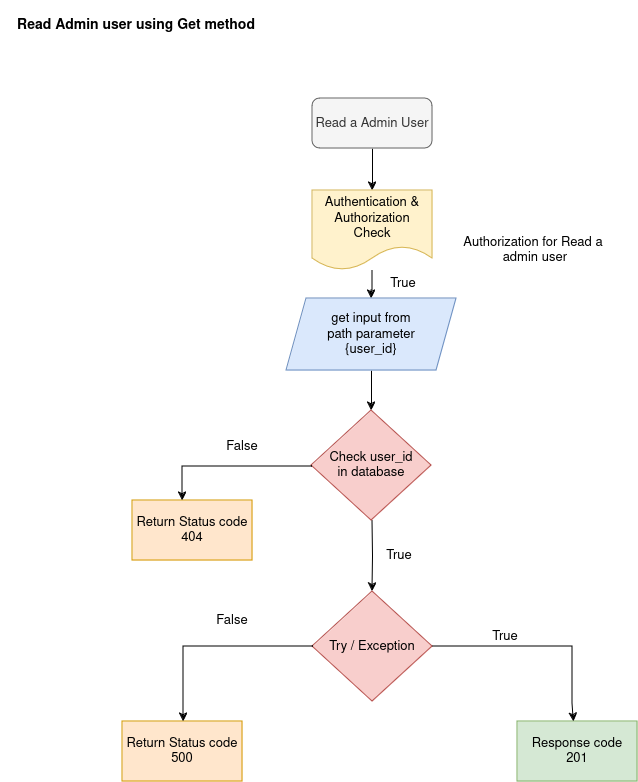 Read Admin user using Get method
Read a Admin User
Authentication &
Authorization
Check
Authorization for Read a
admin user
True
get input from
path parameter
{user_id}
False
Check user_id
in database
Return Status code
404
True
False
Try / Exception
True
Return Status code
500
Response code
201